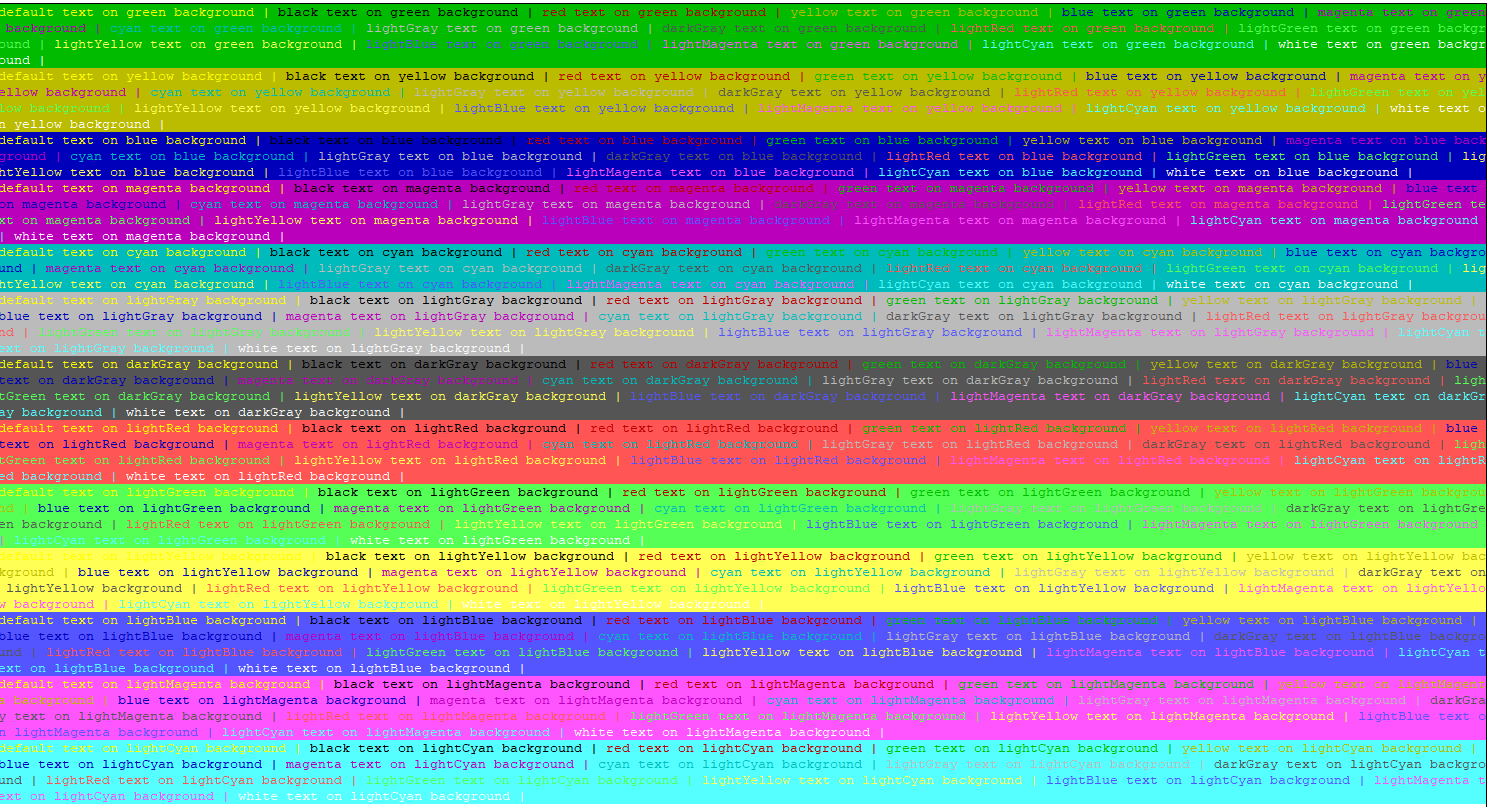 default text on green background | black text on green background | red text on green background | yellow text on green background | blue text on green background | magenta text on green
background | cyan text on green background | lightGray text on green background | darkGray text on green background | lightRed text on green background | lightGreen text on green backgr
ound | lightYellow text on green background | lightBlue text on green background | lightMagenta text on green background | lightCyan text on green background | white text on green backgr
ound |
default text on yellow background | black text on yellow background | red text on yellow background | green text on yellow background | blue text on yellow background | magenta text on y
ellow background | cyan text on yellow background | lightGray text on yellow background | darkGray text on yellow background | lightRed text on yellow background | lightGreen text on yel
low background | lightYellow text on yellow background | lightBlue text on yellow background | lightMagenta text on yellow background | lightCyan text on yellow background | white text o
n yellow background |
default text on blue background | black text on blue background | red text on blue background | green text on blue background | yellow text on blue background | magenta text on blue back
ground | cyan text on blue background | lightGray text on blue background | darkGray text on blue background | lightRed text on blue background | lightGreen text on blue background | lig
htYellow text on blue background | lightBlue text on blue background | lightMagenta text on blue background | lightCyan text on blue background | white text on blue background |
default text on magenta background | black text on magenta background | red text on magenta background | green text on magenta background | yellow text on magenta background | blue text
on magenta background | cyan text on magenta background | lightGray text on magenta background | darkGray text on magenta background | lightRed text on magenta background | lightGreen te
xt on magenta background | lightYellow text on magenta background | lightBlue text on magenta background | lightMagenta text on magenta background | lightCyan text on magenta background
| white text on magenta background |
default text on cyan background | black text on cyan background | red text on cyan background | green text on cyan background | yellow text on cyan background | blue text on cyan backgro
und | magenta text on cyan background | lightGray text on cyan background | darkGray text on cyan background | lightRed text on cyan background | lightGreen text on cyan background | lig
htYellow text on cyan background | lightBlue text on cyan background | lightMagenta text on cyan background | lightCyan text on cyan background | white text on cyan background |
default text on lightGray background | black text on lightGray background | red text on lightGray background | green text on lightGray background | yellow text on lightGray background |
blue text on lightGray background | magenta text on lightGray background | cyan text on lightGray background | darkGray text on lightGray background | lightRed text on lightGray backgrou
nd | lightGreen text on lightGray background | lightYellow text on lightGray background | lightBlue text on lightGray background | lightMagenta text on lightGray background | lightCyan t
ext on lightGray background | white text on lightGray background |
default text on darkGray background | black text on darkGray background | red text on darkGray background | green text on darkGray background | yellow text on darkGray background | blue
text on darkGray background | magenta text on darkGray background | cyan text on darkGray background | lightGray text on darkGray background | lightRed text on darkGray background | ligh
tGreen text on darkGray background | lightYellow text on darkGray background | lightBlue text on darkGray background | lightMagenta text on darkGray background | lightCyan text on darkGr
ay background | white text on darkGray background |
default text on lightRed background | black text on lightRed background | red text on lightRed background | green text on lightRed background | yellow text on lightRed background | blue
text on lightRed background | magenta text on lightRed background | cyan text on lightRed background | lightGray text on lightRed background | darkGray text on lightRed background | ligh
tGreen text on lightRed background | lightYellow text on lightRed background | lightBlue text on lightRed background | lightMagenta text on lightRed background | lightCyan text on lightR
ed background | white text on lightRed background |
default text on lightGreen background | black text on lightGreen background | red text on lightGreen background | green text on lightGreen background | yellow text on lightGreen backgrou
nd | blue text on lightGreen background | magenta text on lightGreen background | cyan text on lightGreen background | lightGray text on lightGreen background | darkGray text on lightGre
en background | lightRed text on lightGreen background | lightYellow text on lightGreen background | lightBlue text on lightGreen background | lightMagenta text on lightGreen background
| lightCyan text on lightGreen background | white text on lightGreen background |
default text on lightYellow background | black text on lightYellow background | red text on lightYellow background | green text on lightYellow background | yellow text on lightYellow bac
kground | blue text on lightYellow background | magenta text on lightYellow background | cyan text on lightYellow background | lightGray text on lightYellow background | darkGray text on
lightYellow background | lightRed text on lightYellow background | lightGreen text on lightYellow background | lightBlue text on lightYellow background | lightMagenta text on lightYello
w background | lightCyan text on lightYellow background | white text on lightYellow background
default text on lightBlue background | black text on lightBlue background | red text on lightBlue background | green text on lightBlue background | yellow text on lightBlue background |
blue text on lightBlue background | magenta text on lightBlue background | cyan text on lightBlue background | lightGray text on lightBlue background | darkGray text on lightBlue backgro
und | lightRed text on lightBlue background | lightGreen text on lightBlue background | lightYellow text on lightBlue background | lightMagenta text on lightBlue background | lightCyan t
ext on lightBlue background | white text on lightBlue background |
default text on lightMagenta background | black text on lightMagenta background | red text on lightMagenta background | green text on lightMagenta background | yellow text on lightMagent
a background | blue text on lightMagenta background | magenta text on lightMagenta background | cyan text on lightMagenta background | lightGray text on lightMagenta background | darkGra
y text on lightMagenta background | lightRed text on lightMagenta background | lightGreen text on lightMagenta background | lightYellow text on lightMagenta background | lightBlue text o
n lightMagenta background | lightCyan text on lightMagenta background | white text on lightMagenta background |
default text on lightCyan background | black text on lightCyan background | red text on lightCyan background | green text on lightCyan background | yellow text on lightCyan background |
blue text on lightCyan background | magenta text on lightCyan background | cyan text on lightCyan background | lightGray text on lightCyan background | darkGray text on lightCyan backgro
und | lightRed text on lightCyan background | lightGreen text on lightCyan background | lightYellow text on lightCyan background | lightBlue text on lightCyan background | lightMagenta t
ext on lightCyan background | white text on lightCyan background |